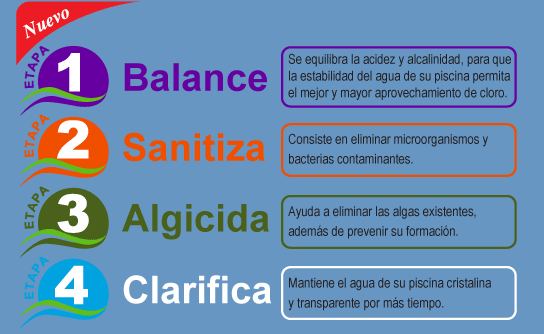 Nuevo
ETAPA
1
Balance
Se equilibra la acidez y alcalinidad, para que
la estabilidad del agua de su piscina permita
el mejor y mayor aprovechamiento de cloro.
ETAPA
2
Sanitiza
Consiste en eliminar microorganismos y
bacterias contaminantes.
ETAPA
3
Algicida
Ayuda a eliminar las algas existentes,
además de prevenir su formación.
ETAPA
4
Clarifica
Mantiene el agua de su piscina cristalina
y transparente por más tiempo.